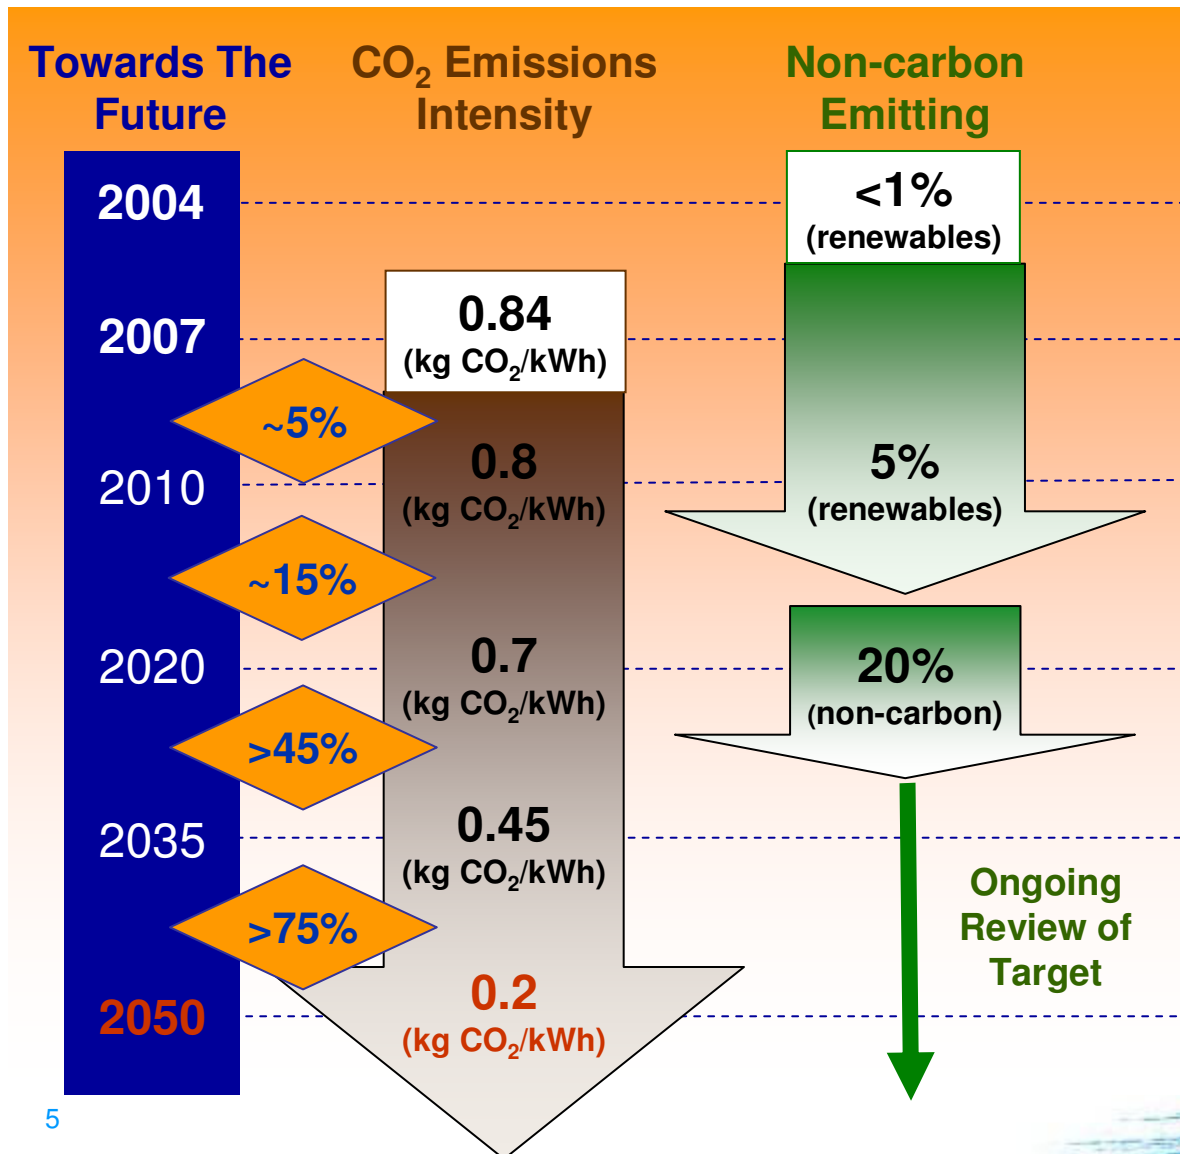 Towards The
Future
CO₂ Emissions
Intensity
Non-carbon
Emitting
2004
<1%
(renewables)
2007
0.84
(kg CO₂/kWh)
~5%
2010
0.8
(kg CO₂/kWh)
5%
(renewables)
~15%
2020
0.7
(kg CO₂/kWh)
20%
(non-carbon)
>45%
2035
0.45
(kg CO₂/kWh)
>75%
Ongoing
Review of
Target
2050
0.2
(kg CO₂/kWh)
5